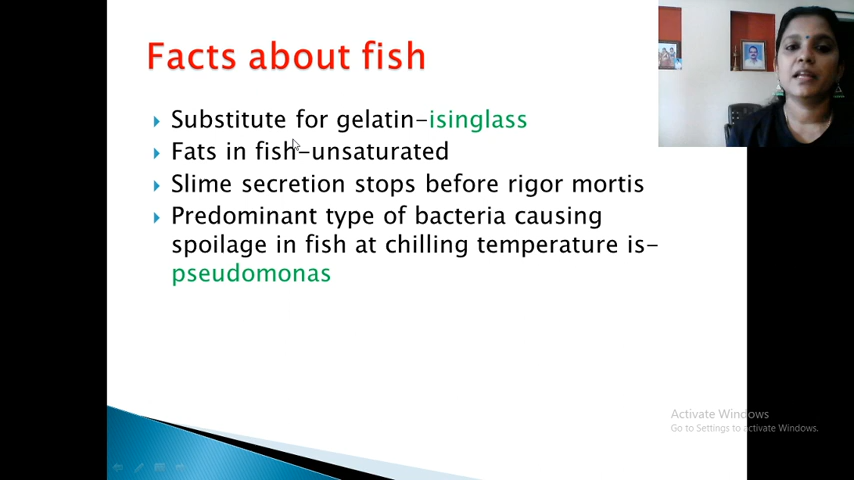 Facts about fish
Substitute for gelatin-isinglass
Fats in fish-unsaturated
Slime secretion stops before rigor mortis
Predominant type of bacteria causing
spoilage in fish at chilling temperature is-
pseudomonas
Activate Windows
Go to Settings to activate Windows.